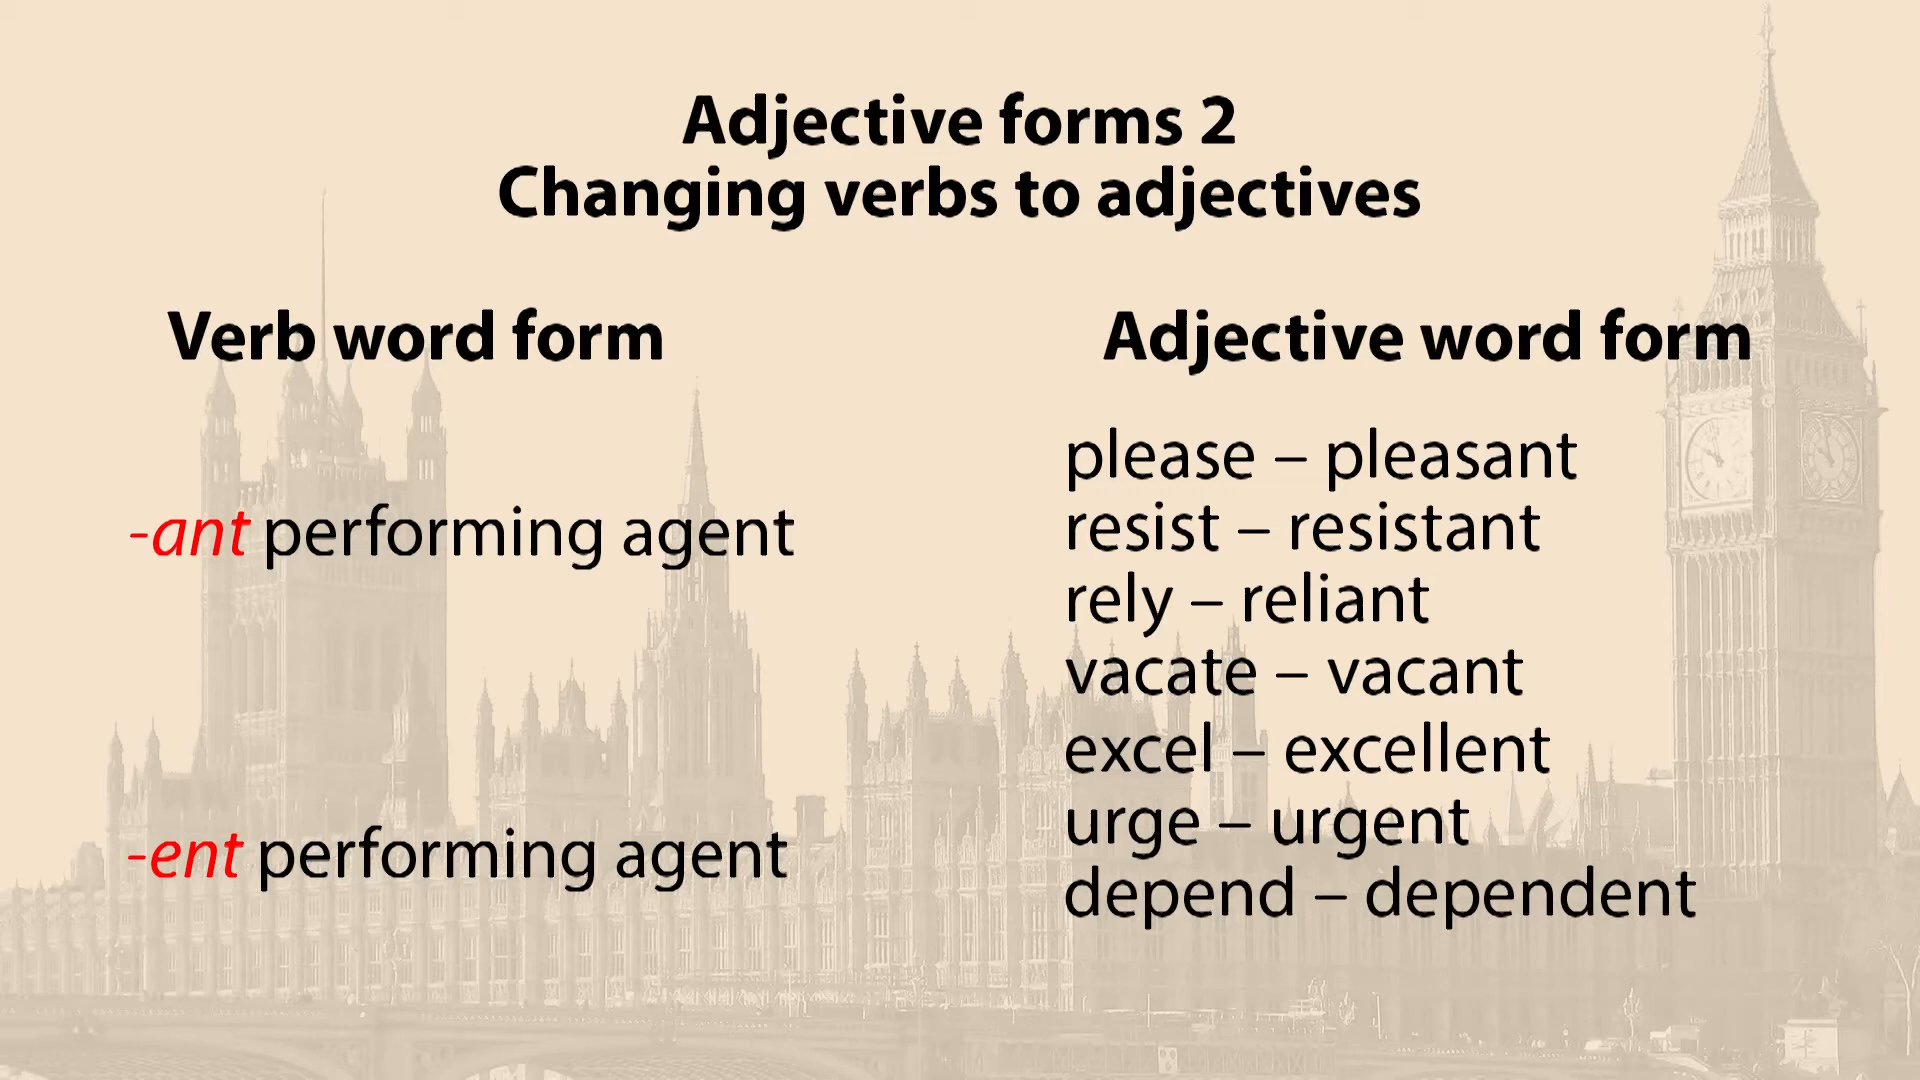 Adjective forms 2
Changing verbs to adjectives
Verb word form
Adjective word form
-ant performing agent
please – pleasant
resist – resistant
rely – reliant
vacate – vacant
-ent performing agent
excel – excellent
urge – urgent
depend – dependent